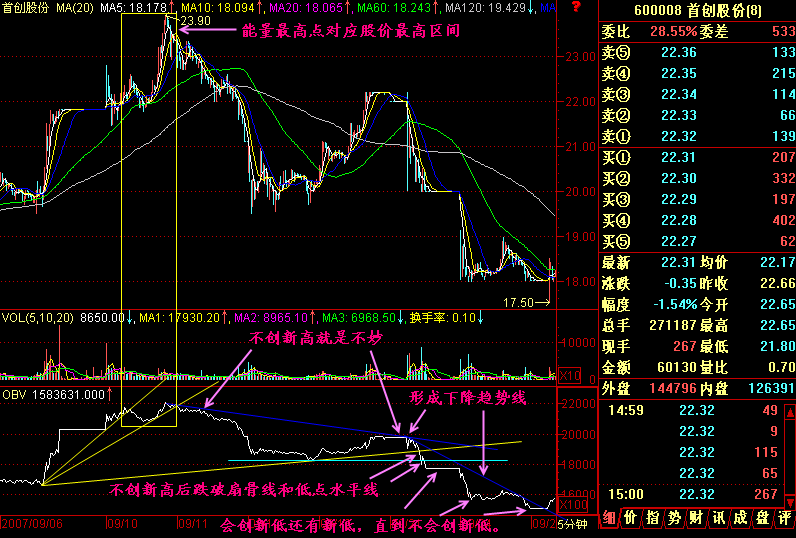 首创股份 MA(20) MA5: 18.178↑ MA10: 18.094↑, MA20: 18.065↑, MA60: 18.243↑, MA120: 19.429↓, MA
23.90
能量最高点对应股价最高区间
23.00
22.00
21.00
20.00
19.00
18.00
17.50
VOL(5,10,20) 8650.00↓, MA1: 17930.20↑, MA2: 8965.10↑, MA3: 6968.50↓, 换手率: 0.10↓
不创新高就是不炒
10000
X10
0
OBV 1583631.000↑
形成下降趋势线
22000
20000
18000
16000
X100
不创新高后跌破扇骨线和低点水平线
会创新低还有新低，直到不会创新低。
2007/09/06 09/10 09/11 09/2 5分钟
?
600008 首创股份(8)
委比 28.55% 委差 533
卖⑤ 22.36 133
卖④ 22.35 215
卖③ 22.34 114
卖② 22.33 66
卖① 22.32 139
买① 22.31 207
买② 22.30 332
买③ 22.29 197
买④ 22.28 402
买⑤ 22.27 62
最新 22.31 均价 22.17
涨跌 -0.35 昨收 22.66
幅度 -1.54% 今开 22.65
总手 271187 最高 22.65
现手 267 最低 21.80
金额 60130 量比 0.70
外盘 144796 内盘 126391
14:59 22.32 49
22.32 9
22.32 115
22.32 65
15:00 22.32 267
细 价 指 势 财 讯 成 盘 评